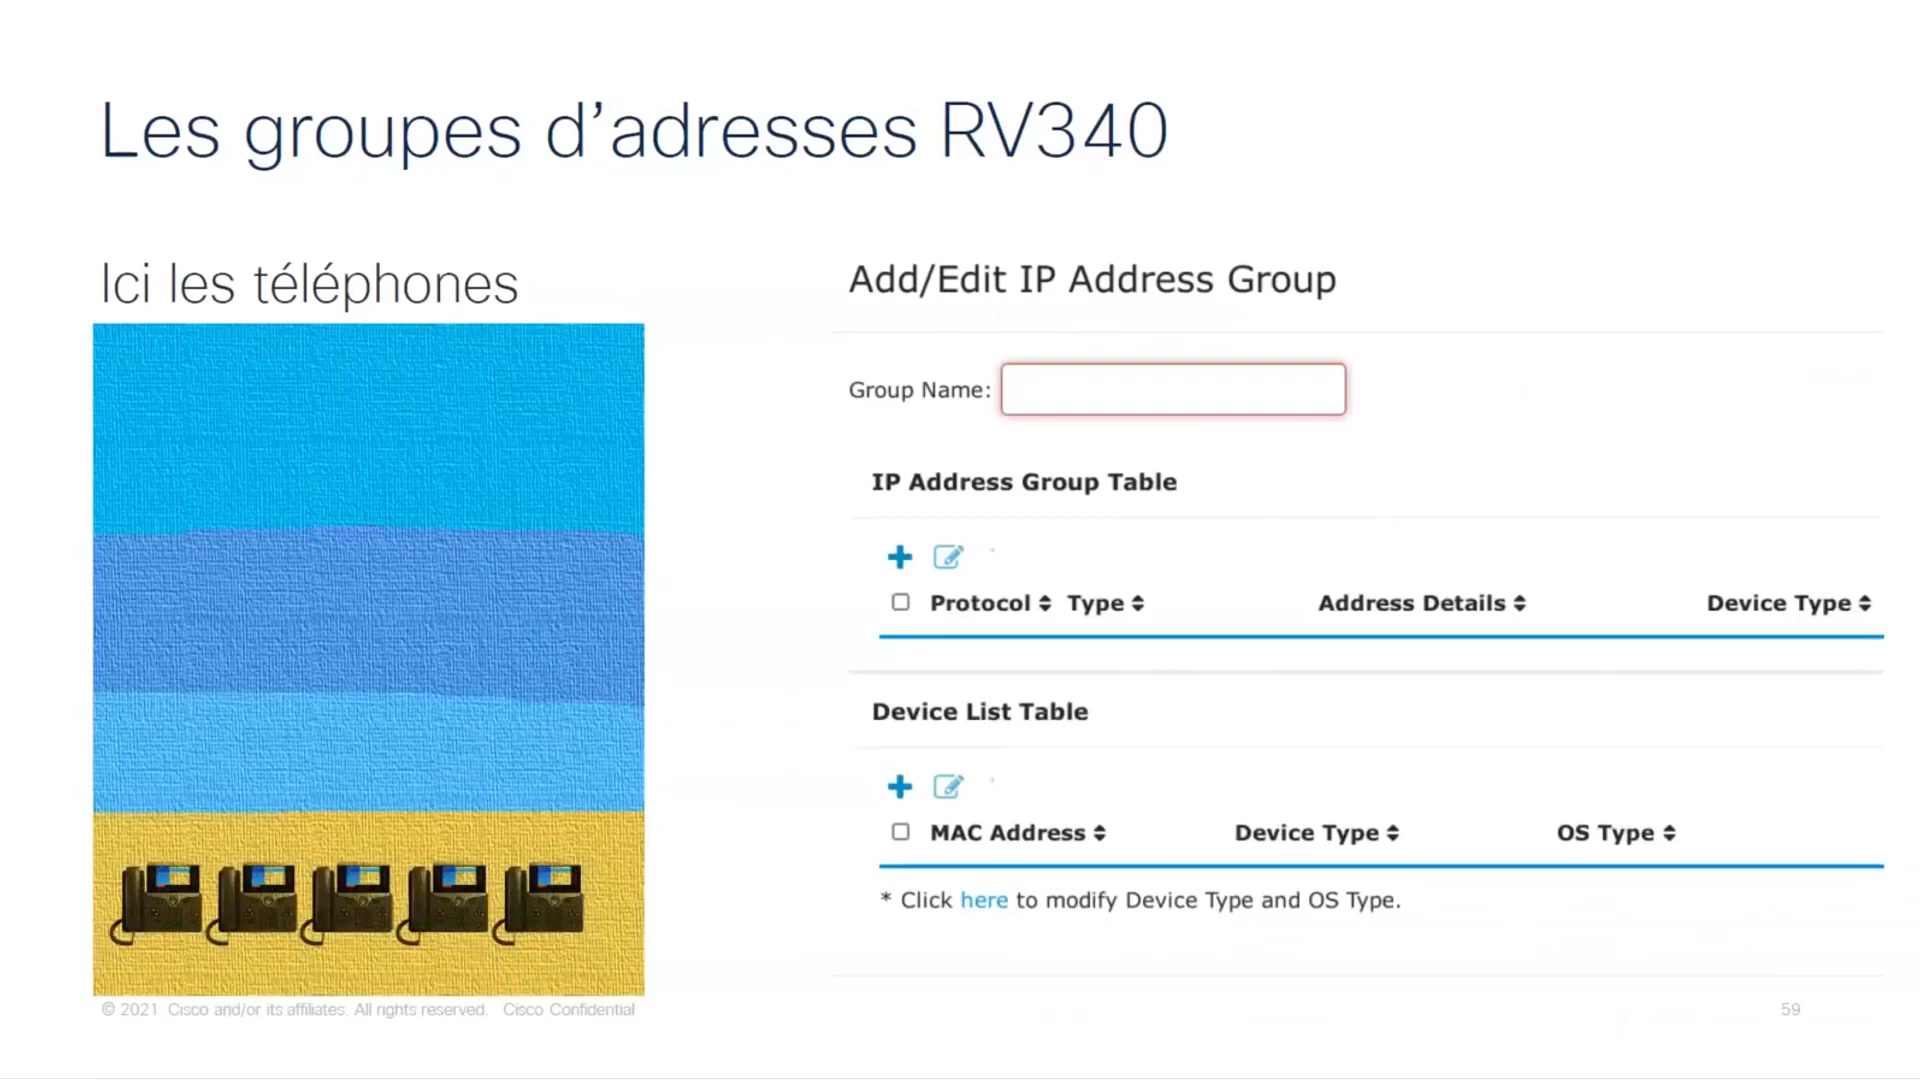 Les groupes d’adresses RV340
Ici les téléphones
Add/Edit IP Address Group
Group Name:
IP Address Group Table
Protocol Type Address Details Device Type
Device List Table
MAC Address Device Type OS Type
* Click here to modify Device Type and OS Type.
© 2021 Cisco and/or its affiliates. All rights reserved. Cisco Confidential
59